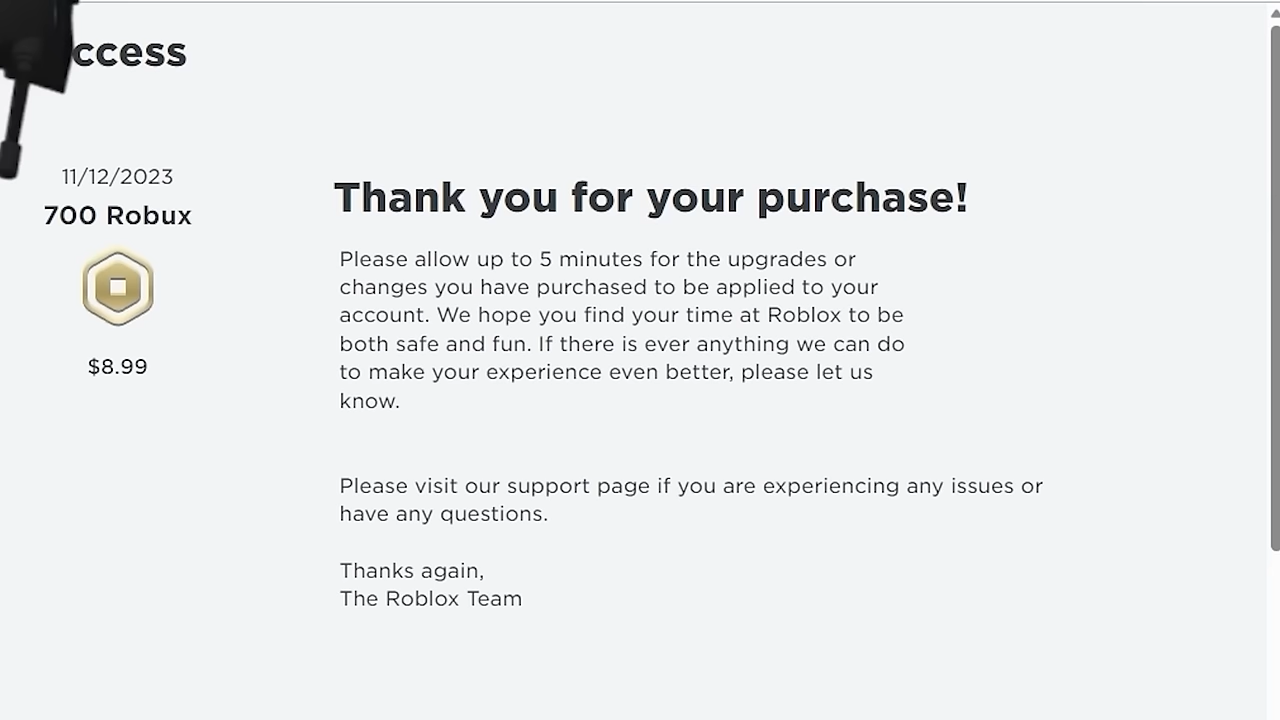 ccess
11/12/2023
700 Robux
$8.99
Thank you for your purchase!
Please allow up to 5 minutes for the upgrades or
changes you have purchased to be applied to your
account. We hope you find your time at Roblox to be
both safe and fun. If there is ever anything we can do
to make your experience even better, please let us
know.
Please visit our support page if you are experiencing any issues or
have any questions.
Thanks again,
The Roblox Team